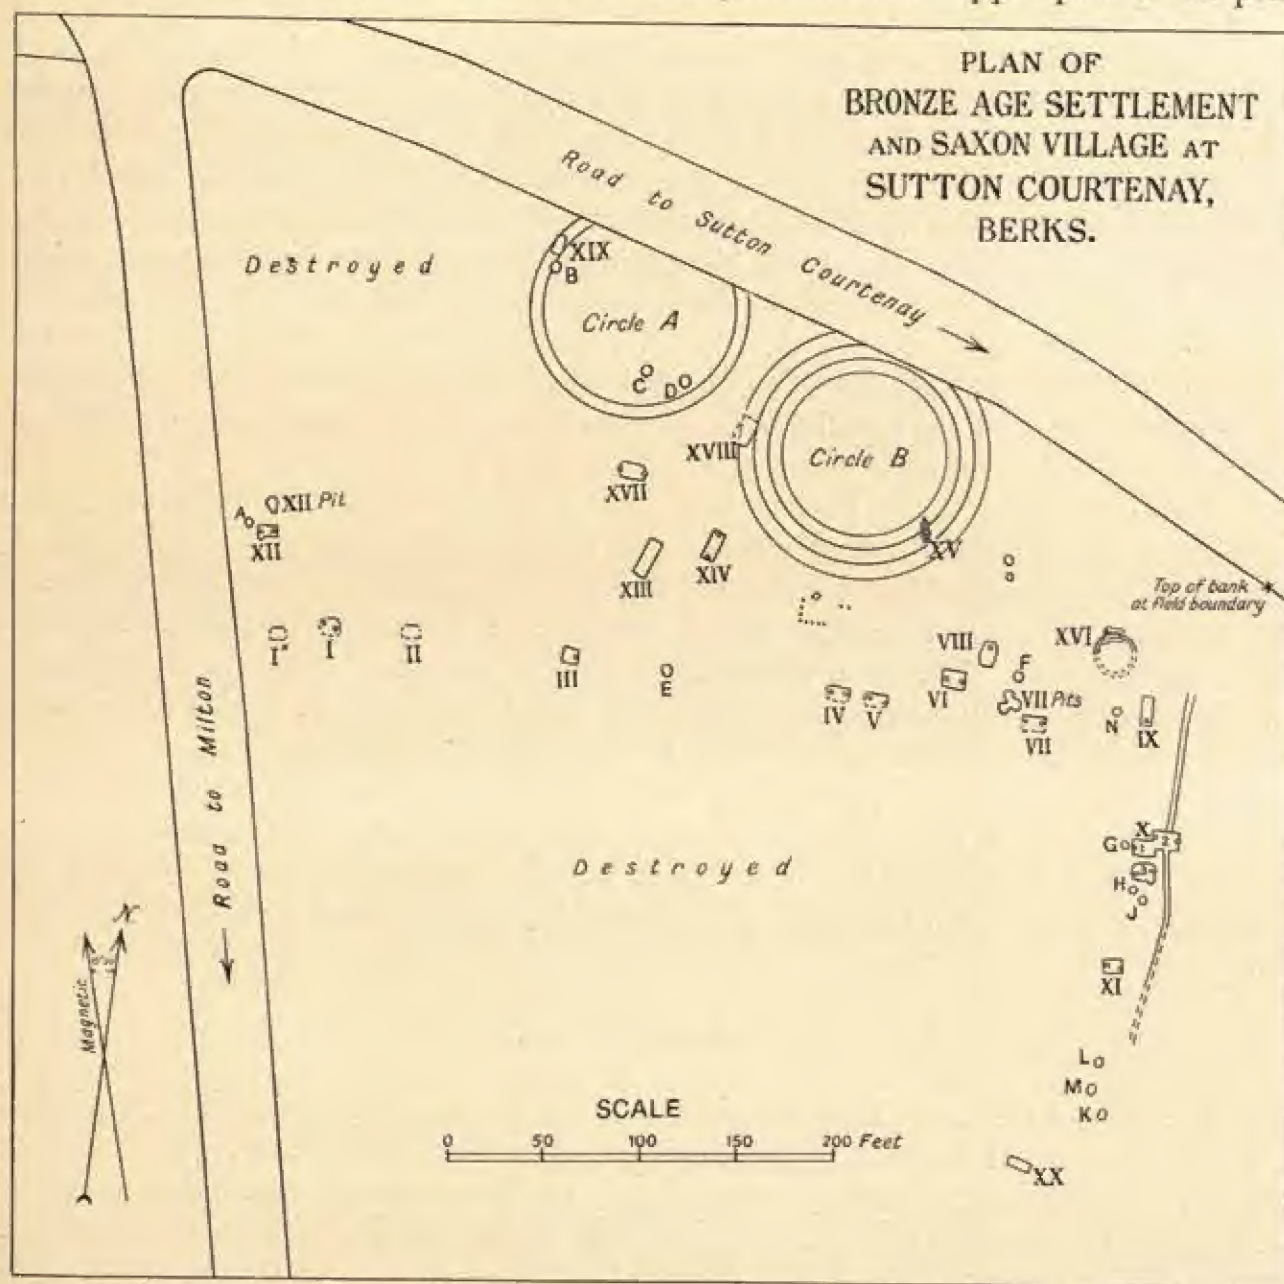 PLAN OF
BRONZE AGE SETTLEMENT
AND SAXON VILLAGE AT
SUTTON COURTENAY,
BERKS.
Road to Sutton Courtenay
Destroyed
XIX
B
Circle A
C
D
XVIII
Circle B
XVII
XII Pit
A
XII
XV
XIII
XIV
Top of bank
at field boundary
I
II
III
E
VIII
XVI
F
VI
VII Pits
IV
V
VII
N
IX
Road to Milton
X
G
Destroyed
H
J
N
Magnetic
XI
L
M
K
SCALE
0 50 100 150 200 Feet
XX